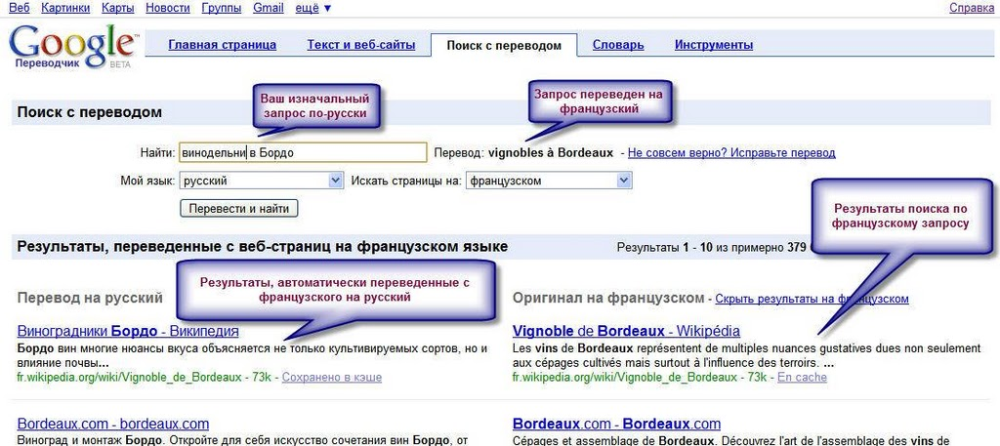 Веб Картинки Карты Новости Группы Gmail ещё ▼ Справка
Google™
Переводчик BETA
Главная страница Текст и веб-сайты Поиск с переводом Словарь Инструменты
Поиск с переводом
Ваш изначальный
запрос по-русски
Запрос переведен на
французский
Найти: винодельни в Бордо Перевод: vignobles à Bordeaux - Не совсем верно? Исправьте перевод
Мой язык: русский Искать страницы на: французском
Перевести и найти
Результаты поиска по
французскому запросу
Результаты, переведенные с веб-страниц на французском языке Результаты 1 - 10 из примерно 379
Результаты, автоматически переведенные с
французского на русский
Перевод на русский Оригинал на французском - Скрыть результаты на французском
Виноградники Бордо - Википедия
Бордо вин многие нюансы вкуса объясняется не только культивируемых сортов, но и
влияние почвы...
fr.wikipedia.org/wiki/Vignoble_de_Bordeaux - 73k - Сохранено в кэше
Vignoble de Bordeaux - Wikipédia
Les vins de Bordeaux représentent de multiples nuances gustatives dues non seulement
aux cépages cultivés mais surtout à l'influence des terroirs. ...
fr.wikipedia.org/wiki/Vignoble_de_Bordeaux - 73k - En cache
Bordeaux.com - bordeaux.com
Виноград и монтаж Бордо. Откройте для себя искусство сочетания вин Бордо, от
Bordeaux.com - Bordeaux.com
Cépages et assemblage de Bordeaux. Découvrez l'art de l'assemblage des vins de